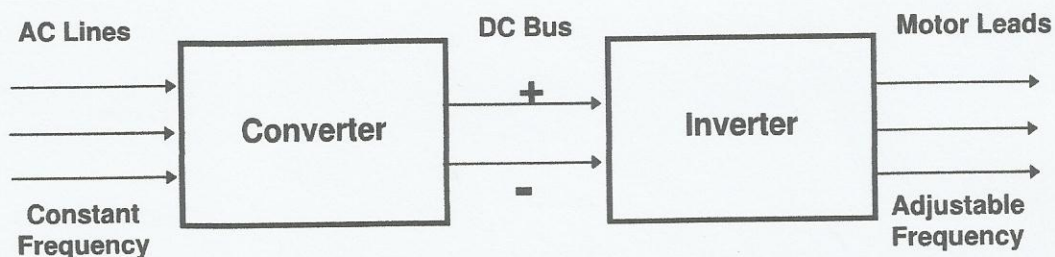 AC Lines
DC Bus
Motor Leads
+
Converter
Inverter
-
Constant
Frequency
Adjustable
Frequency